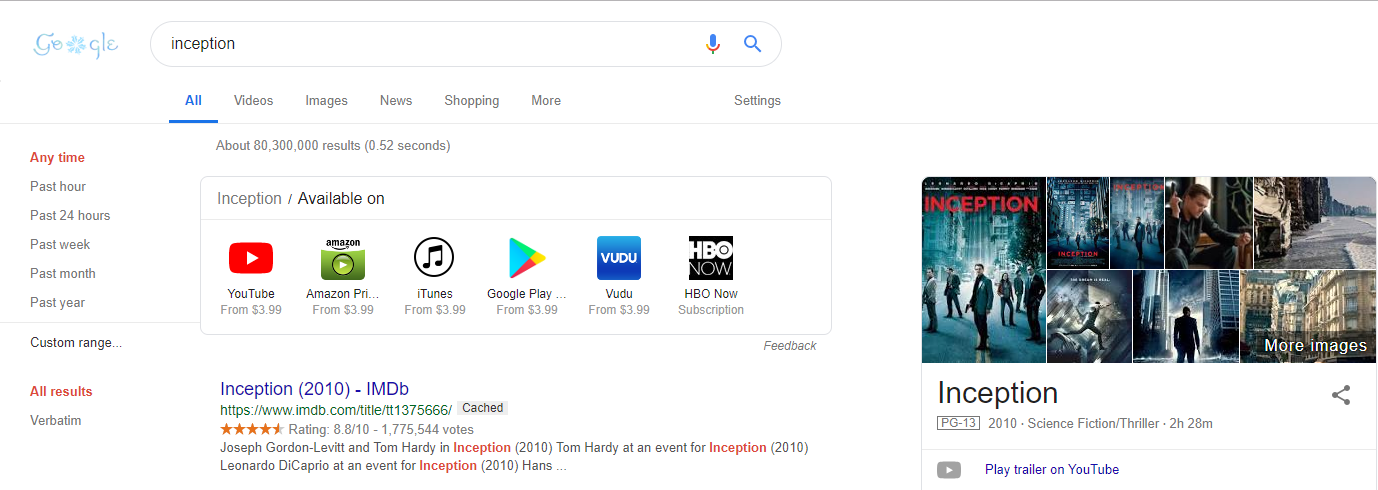 Google
inception
All Videos Images News Shopping More Settings
About 80,300,000 results (0.52 seconds)
Any time
Past hour
Past 24 hours
Past week
Past month
Past year
Custom range...
All results
Verbatim
Inception / Available on
amazon
VUDU
HBO
NOW
YouTube Amazon Pri... iTunes Google Play ... Vudu HBO Now
From $3.99 From $3.99 From $3.99 From $3.99 From $3.99 Subscription
Feedback
Inception (2010) - IMDb
https://www.imdb.com/title/tt1375666/ Cached
Rating: 8.8/10 - 1,775,544 votes
Joseph Gordon-Levitt and Tom Hardy in Inception (2010) Tom Hardy at an event for Inception (2010)
Leonardo DiCaprio at an event for Inception (2010) Hans ...
LEONARDO DICAPRIO
INCEPTION
INCEPTION
INCEPTION
THE DREAM IS REAL
More images
Inception
PG-13 2010 · Science Fiction/Thriller · 2h 28m
Play trailer on YouTube